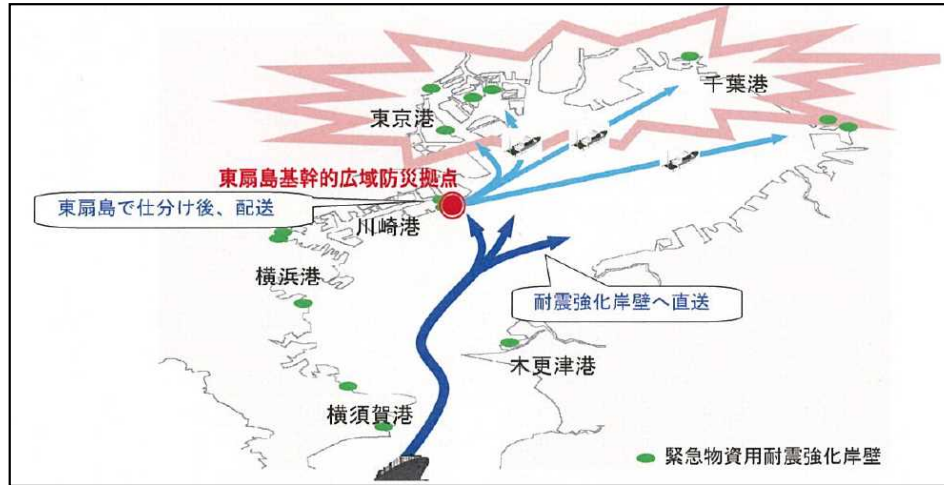 千葉港
東京港
東扇島基幹的広域防災拠点
東扇島で仕分け後、配送
川崎港
横浜港
耐震強化岸壁へ直送
木更津港
横須賀港
緊急物資用耐震強化岸壁